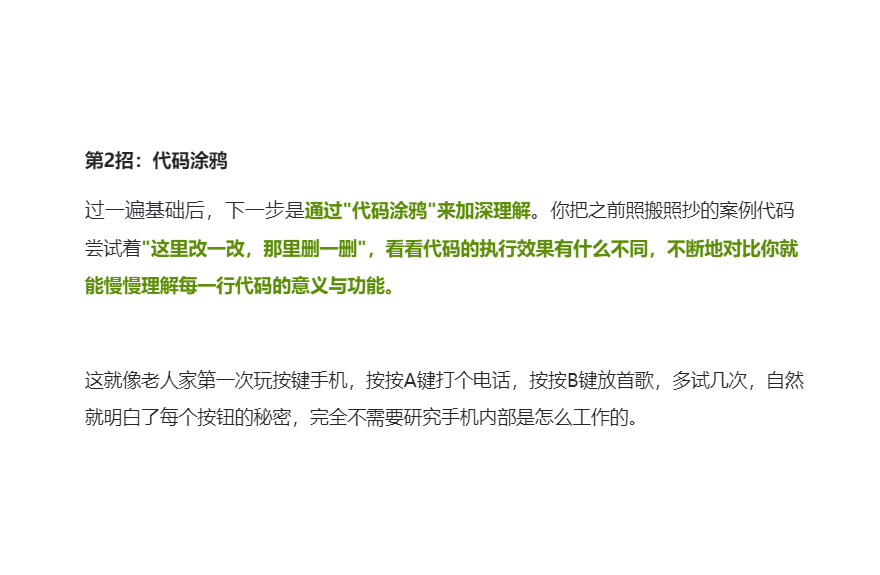 第2招：代码涂鸦
过一遍基础后，下一步是通过"代码涂鸦"来加深理解。你把之前照搬照抄的案例代码
尝试着"这里改一改，那里删一删"，看看代码的执行效果有什么不同，不断地对比你就
能慢慢理解每一行代码的意义与功能。
这就像老人家第一次玩按键手机，按按A键打个电话，按按B键放首歌，多试几次，自然
就明白了每个按钮的秘密，完全不需要研究手机内部是怎么工作的。